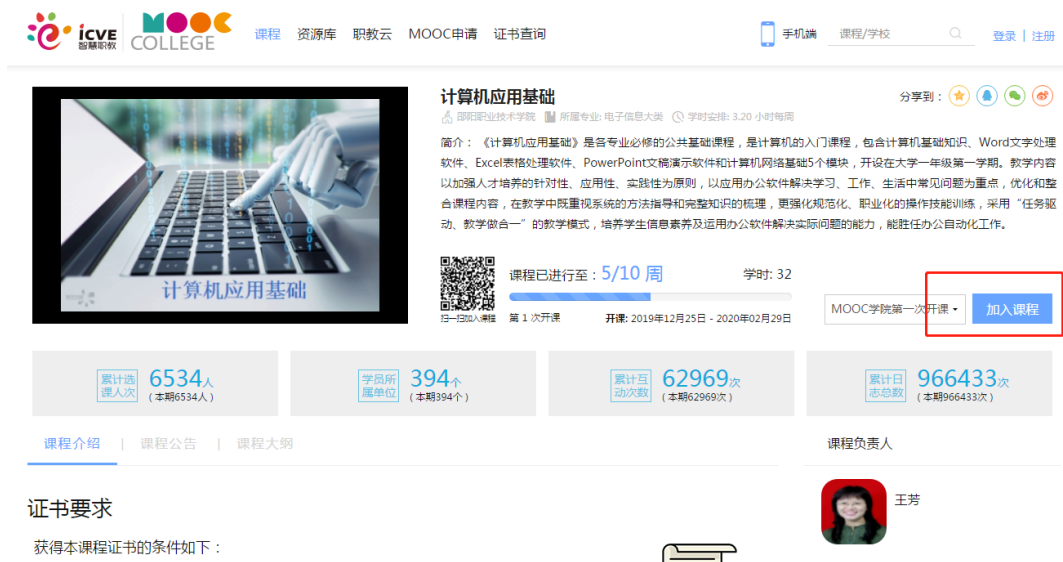 icve
智慧职教
MOOC
COLLEGE
课程 资源库 职教云 MOOC申请 证书查询
手机端 课程/学校 登录 | 注册
计算机应用基础
分享到：
邵阳职业技术学院 所属专业: 电子信息大类 学时安排: 3.20 小时每周
简介：《计算机应用基础》是各专业必修的公共基础课程，是计算机的入门课程，包含计算机基础知识、Word文字处理
软件、Excel表格处理软件、PowerPoint文稿演示软件和计算机网络基础5个模块，开设在大学一年级第一学期。教学内容
以加强人才培养的针对性、应用性、实践性为原则，以应用办公软件解决学习、工作、生活中常见问题为重点，优化和整
合课程内容，在教学中既重视系统的方法指导和完整知识的梳理，更强化规范化、职业化的操作技能训练，采用“任务驱
动、教学做合一”的教学模式，培养学生信息素养及运用办公软件解决实际问题的能力，能胜任办公自动化工作。
计算机应用基础
扫一扫加入课程
课程已进行至：5/10 周 学时: 32
第 1 次开课 开课: 2019年12月25日 - 2020年02月29日
MOOC学院第一次开课 加入课程
累计选课人次 6534人 （本期6534人）
学员所属单位 394个 （本期394个）
累计互动次数 62969次 （本期62969次）
累计日志总数 966433次 （本期966433次）
课程介绍 | 课程公告 | 课程大纲
课程负责人
王芳
证书要求
获得本课程证书的条件如下：